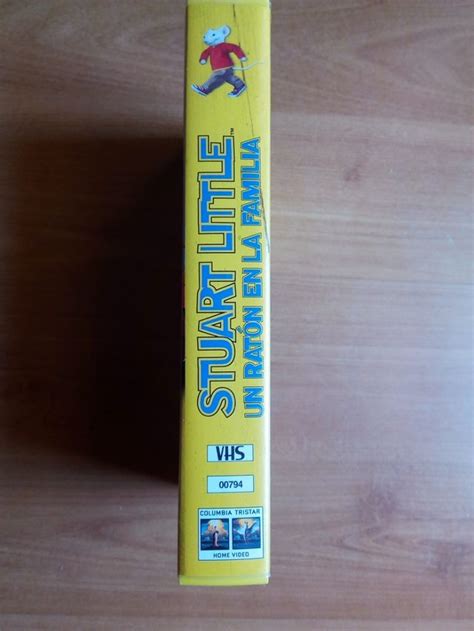 STUART LITTLE™
UN RATÓN EN LA FAMILIA
VHS
00794
COLUMBIA TRISTAR
HOME VIDEO